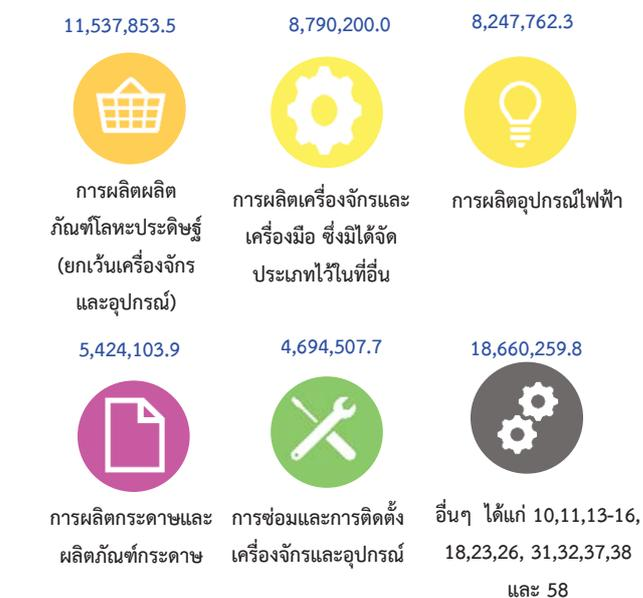 11,537,853.5
8,790,200.0
8,247,762.3
การผลิตผลิต
ภัณฑ์โลหะประดิษฐ์
(ยกเว้นเครื่องจักร
และอุปกรณ์)
การผลิตเครื่องจักรและ
เครื่องมือ ซึ่งมิได้จัด
ประเภทไว้ในที่อื่น
การผลิตอุปกรณ์ไฟฟ้า
5,424,103.9
4,694,507.7
18,660,259.8
การผลิตกระดาษและ
ผลิตภัณฑ์กระดาษ
การซ่อมและการติดตั้ง
เครื่องจักรและอุปกรณ์
อื่นๆ ได้แก่ 10,11,13-16,
18,23,26, 31,32,37,38
และ 58